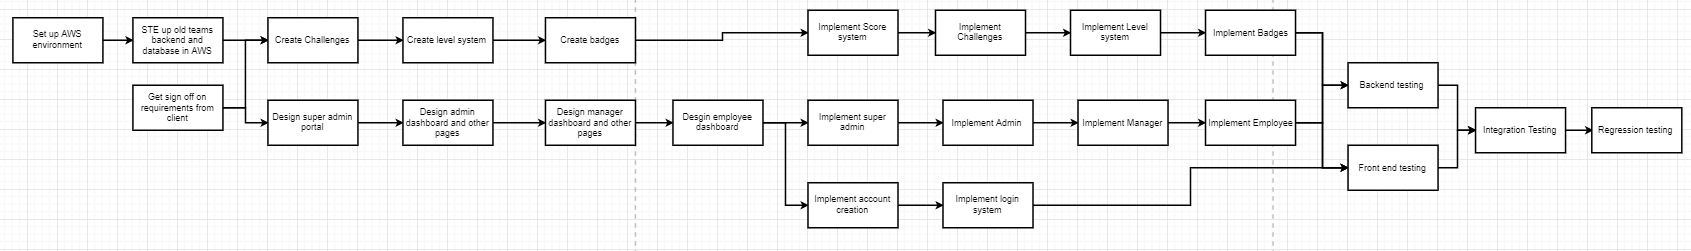 Set up AWS
environment
STE up old teams
backend and
database in AWS
Create Challenges
Create level system
Create badges
Implement Score
system
Implement
Challenges
Implement Level
system
Implement Badges
Get sign off on
requirements from
client
Design super admin
portal
Design admin
dashboard and other
pages
Design manager
dashboard and other
pages
Desgin employee
dashboard
Implement super
admin
Implement Admin
Implement Manager
Implement Employee
Implement account
creation
Implement login
system
Backend testing
Front end testing
Integration Testing
Regression testing